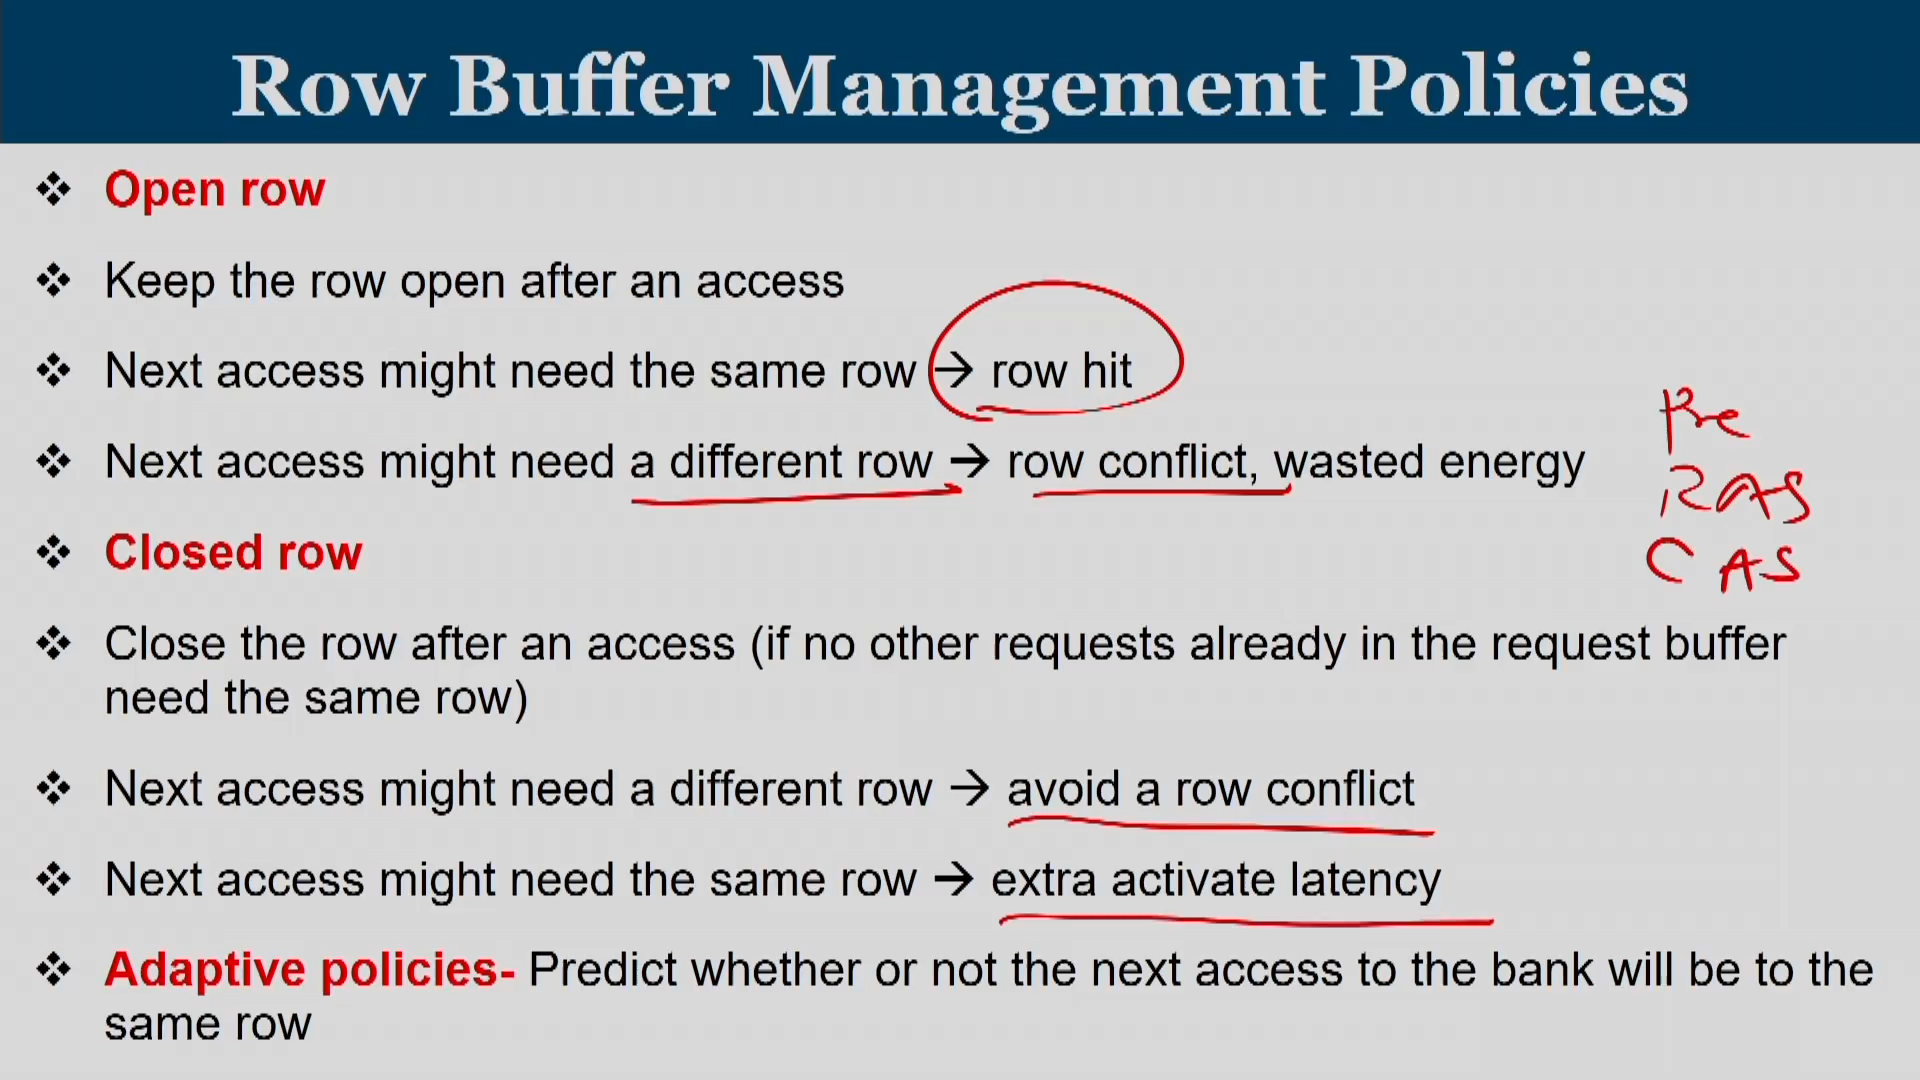 Row Buffer Management Policies
❖ Open row
❖ Keep the row open after an access
❖ Next access might need the same row → row hit
❖ Next access might need a different row → row conflict, wasted energy
Pre
RAS
CAS
❖ Closed row
❖ Close the row after an access (if no other requests already in the request buffer
need the same row)
❖ Next access might need a different row → avoid a row conflict
❖ Next access might need the same row → extra activate latency
❖ Adaptive policies- Predict whether or not the next access to the bank will be to the
same row